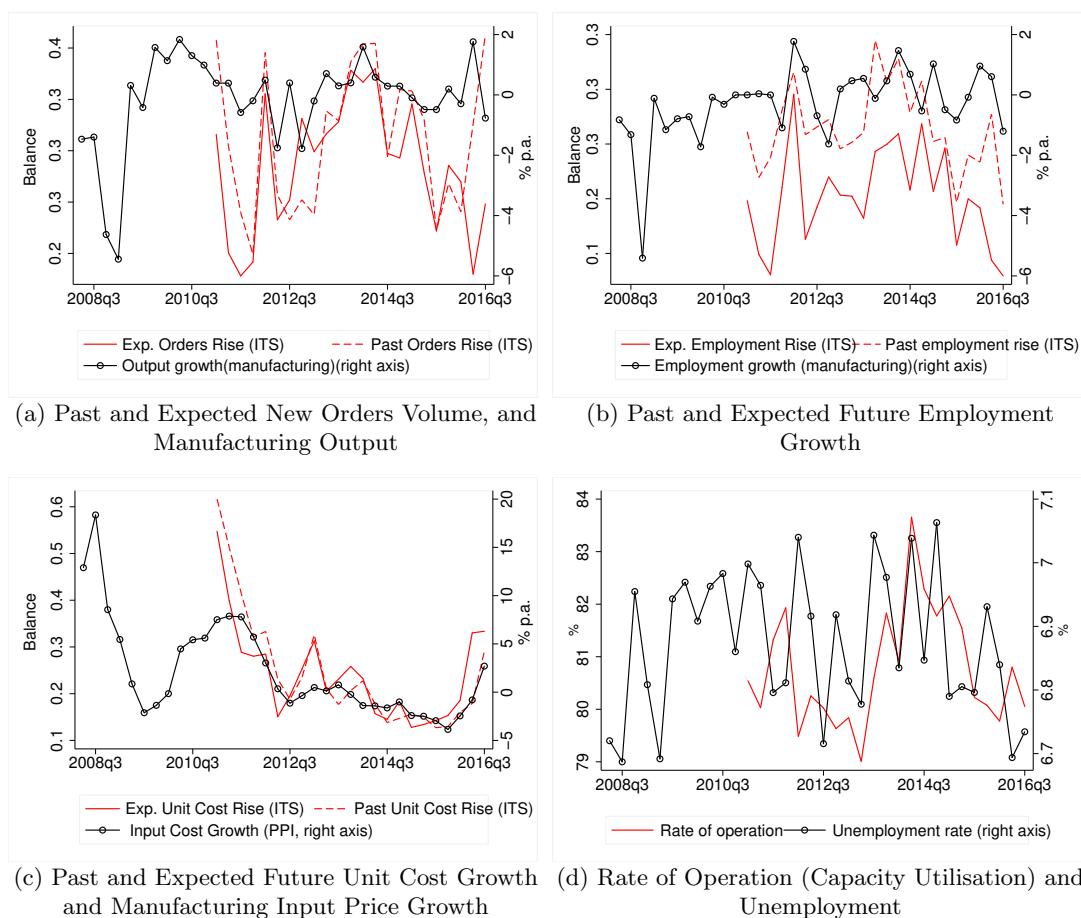 0.4
0.3
0.3
0.3
0.2
Balance
2
0
−2
−4
−6
% p.a.
2008q3 2010q3 2012q3 2014q3 2016q3
Exp. Orders Rise (ITS) Past Orders Rise (ITS)
Output growth(manufacturing)(right axis)
(a) Past and Expected New Orders Volume, and
Manufacturing Output
0.3
0.3
0.3
0.2
0.1
Balance
2
0
−2
−4
−6
% p.a.
2008q3 2010q3 2012q3 2014q3 2016q3
Exp. Employment Rise (ITS) Past employment rise (ITS)
Employment growth (manufacturing)(right axis)
(b) Past and Expected Future Employment
Growth
0.6
0.5
0.4
0.3
0.2
0.1
Balance
20
15
10
5
0
−5
% p.a.
2008q3 2010q3 2012q3 2014q3 2016q3
Exp. Unit Cost Rise (ITS) Past Unit Cost Rise (ITS)
Input Cost Growth (PPI, right axis)
(c) Past and Expected Future Unit Cost Growth
and Manufacturing Input Price Growth
84
83
82
81
80
79
%
7.1
7
6.9
6.8
6.7
%
2008q3 2010q3 2012q3 2014q3 2016q3
Rate of operation Unemployment rate (right axis)
(d) Rate of Operation (Capacity Utilisation) and
Unemployment